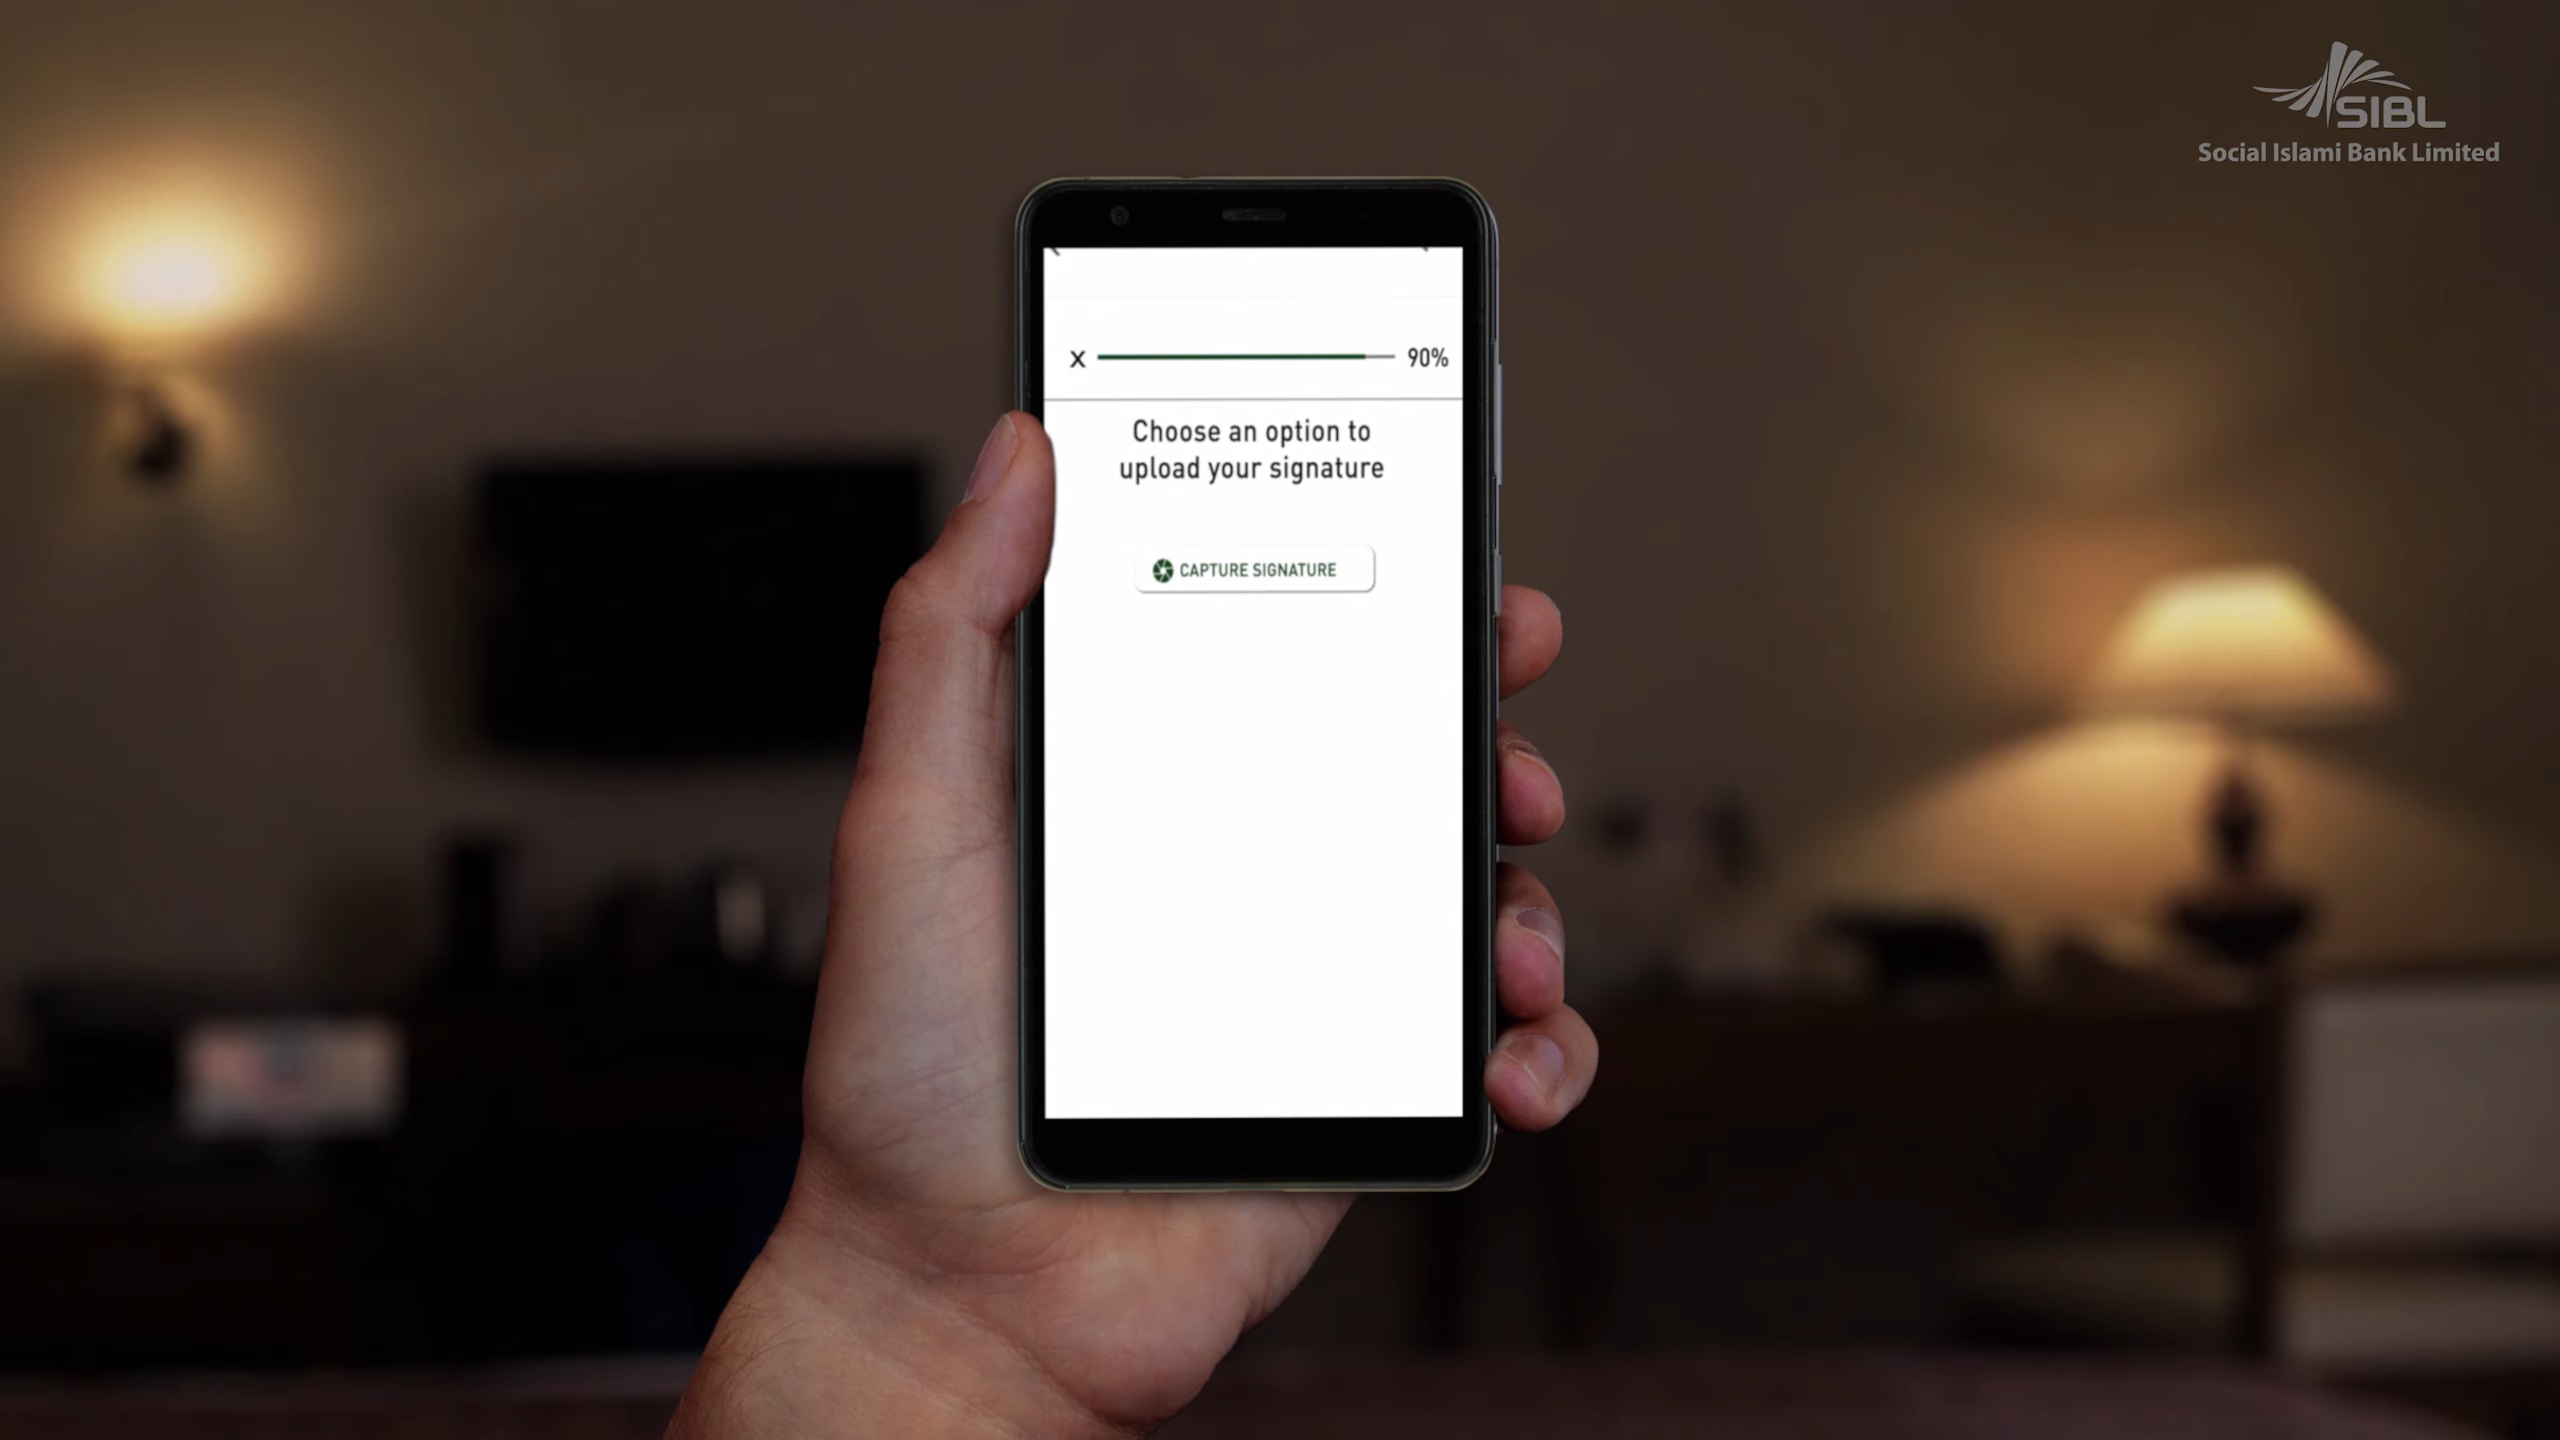 SIBL
Social Islami Bank Limited
X 90%
Choose an option to
upload your signature
CAPTURE SIGNATURE